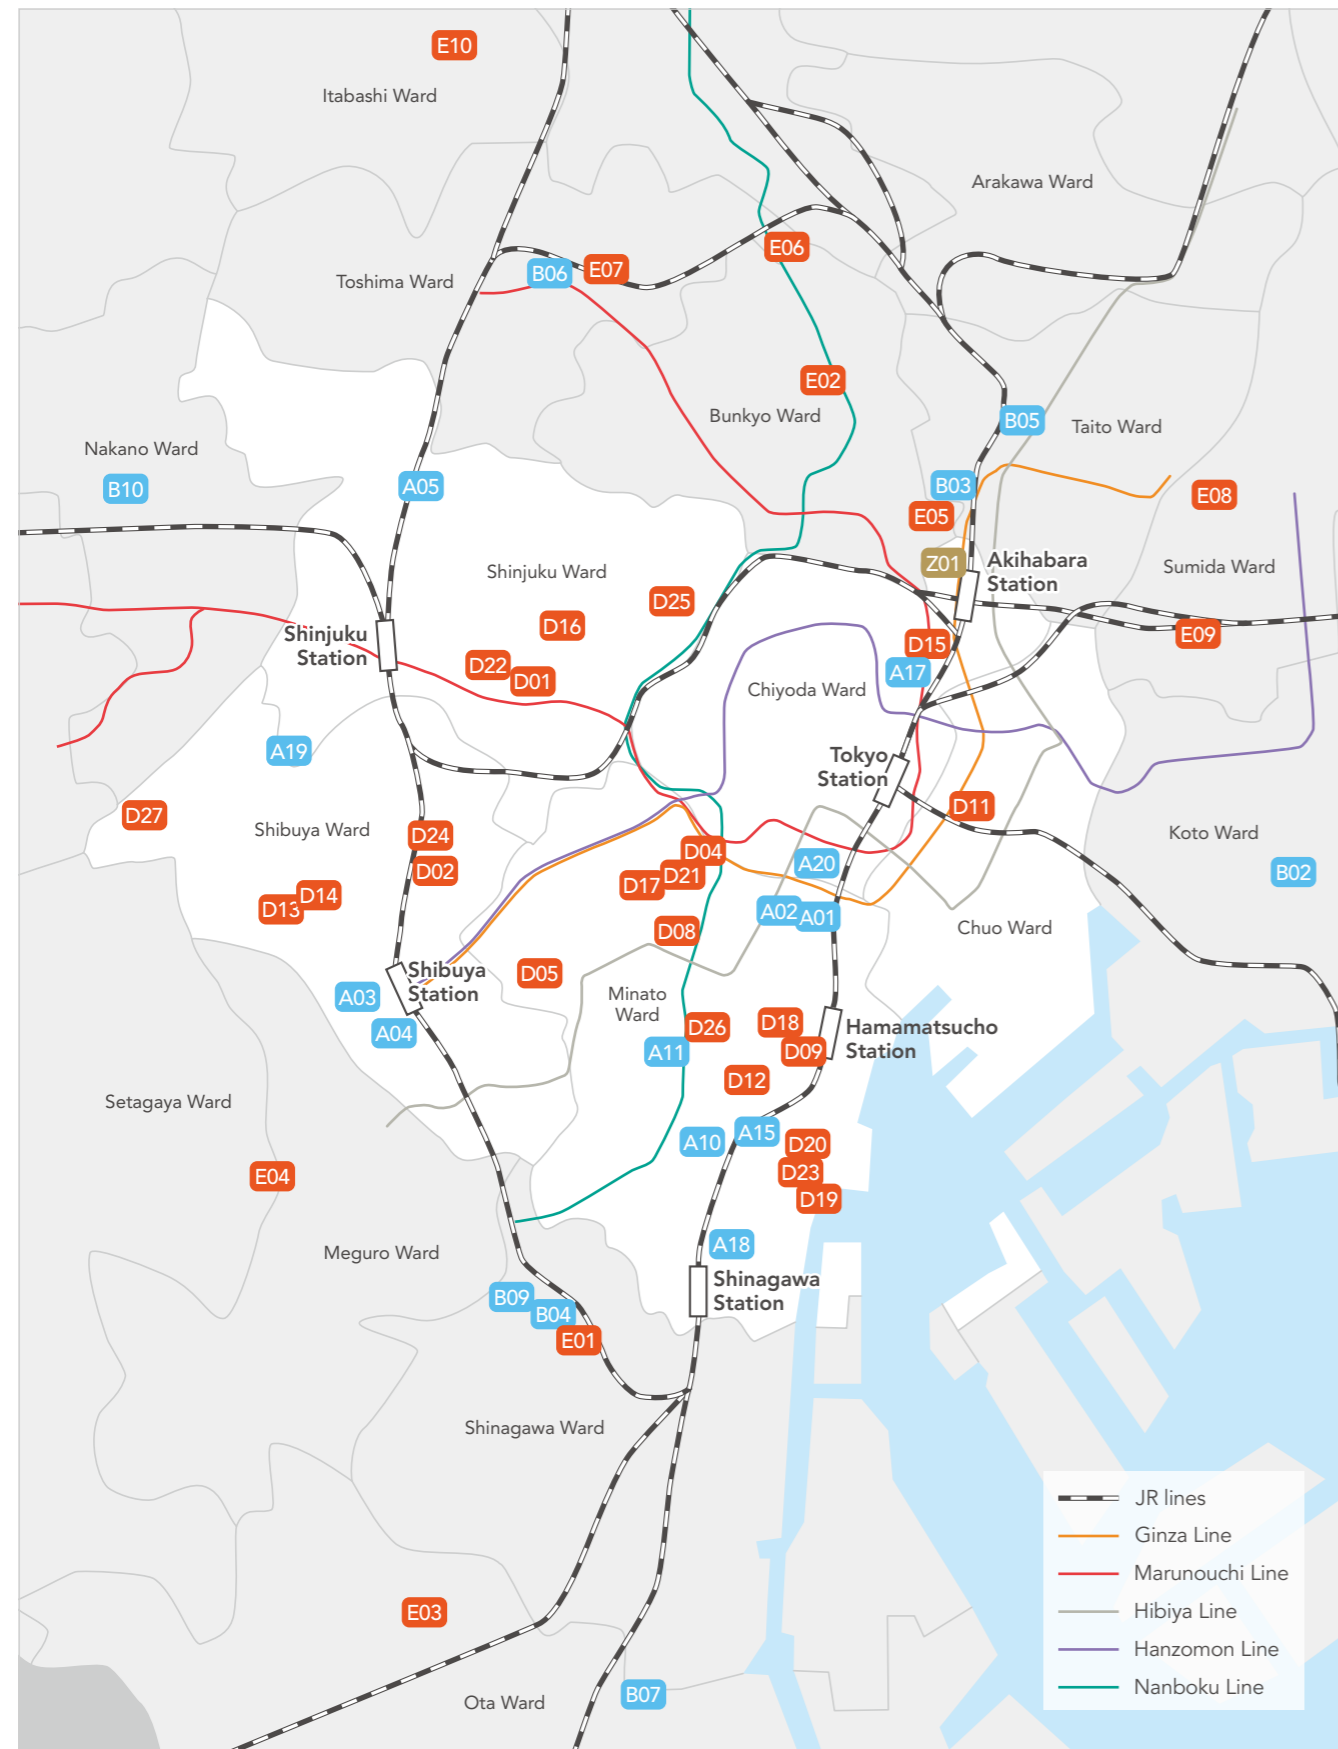 E10
Itabashi Ward
Arakawa Ward
E06
E07
B06
Toshima Ward
E02
Bunkyo Ward
B05
Taito Ward
Nakano Ward
B10
A05
B03
E08
E05
Z01
Akihabara
Station
Sumida Ward
Shinjuku Ward
D25
D16
Shinjuku
Station
E09
D15
D22
D01
A17
Chiyoda Ward
A19
Tokyo
Station
D11
D27
Shibuya Ward
D24
Koto Ward
D04
A20
D02
D21
D17
B02
D14
D13
A02
A01
D08
Chuo Ward
D05
Shibuya
Station
A03
Minato
Ward
A04
D26
D18
Hamamatsucho
Station
A11
D09
D12
Setagaya Ward
A15
A10
D20
E04
D23
D19
Meguro Ward
A18
Shinagawa
Station
B09
B04
E01
Shinagawa Ward
JR lines
Ginza Line
Marunouchi Line
Hibiya Line
Hanzomon Line
Nanboku Line
E03
B07
Ota Ward